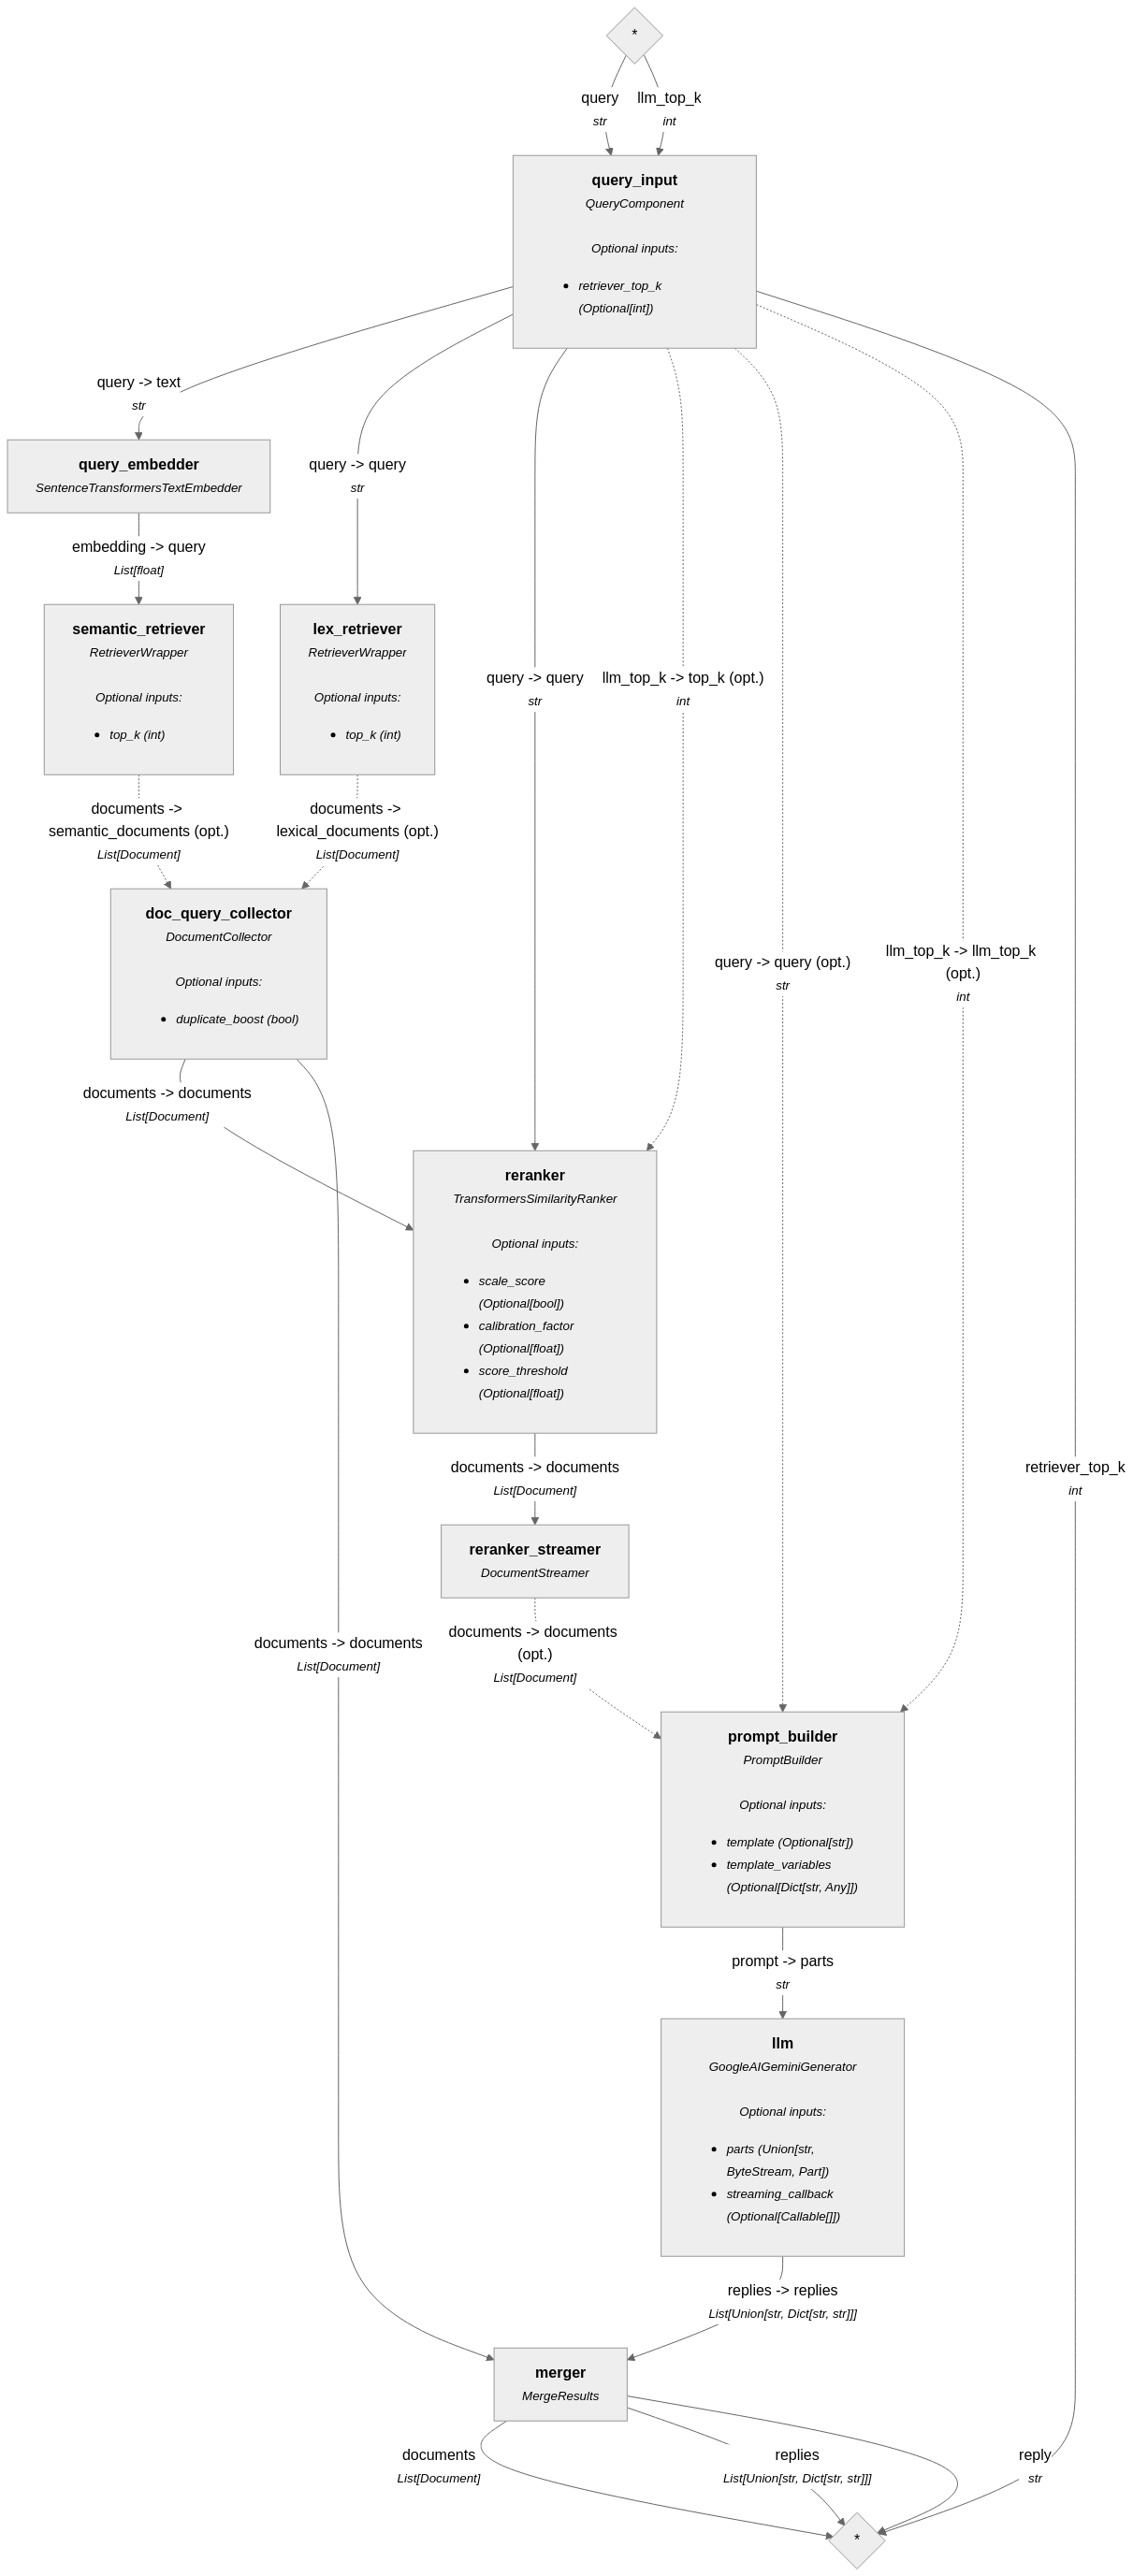 *
query
str
llm_top_k
int
query_input
QueryComponent
Optional inputs:
• retriever_top_k
(Optional[int])
query -> text
str
query_embedder
SentenceTransformersTextEmbedder
query -> query
str
embedding -> query
List[float]
semantic_retriever
RetrieverWrapper
Optional inputs:
• top_k (int)
lex_retriever
RetrieverWrapper
Optional inputs:
• top_k (int)
query -> query
str
llm_top_k -> top_k (opt.)
int
documents ->
semantic_documents (opt.)
List[Document]
documents ->
lexical_documents (opt.)
List[Document]
doc_query_collector
DocumentCollector
Optional inputs:
• duplicate_boost (bool)
query -> query (opt.)
str
llm_top_k -> llm_top_k
(opt.)
int
documents -> documents
List[Document]
reranker
TransformersSimilarityRanker
Optional inputs:
• scale_score
(Optional[bool])
• calibration_factor
(Optional[float])
• score_threshold
(Optional[float])
documents -> documents
List[Document]
retriever_top_k
int
reranker_streamer
DocumentStreamer
documents -> documents
(opt.)
List[Document]
documents -> documents
List[Document]
prompt_builder
PromptBuilder
Optional inputs:
• template (Optional[str])
• template_variables
(Optional[Dict[str, Any]])
prompt -> parts
str
llm
GoogleAIGeminiGenerator
Optional inputs:
• parts (Union[str,
ByteStream, Part])
• streaming_callback
(Optional[Callable[]])
replies -> replies
List[Union[str, Dict[str, str]]]
merger
MergeResults
documents
List[Document]
replies
List[Union[str, Dict[str, str]]]
reply
str
*